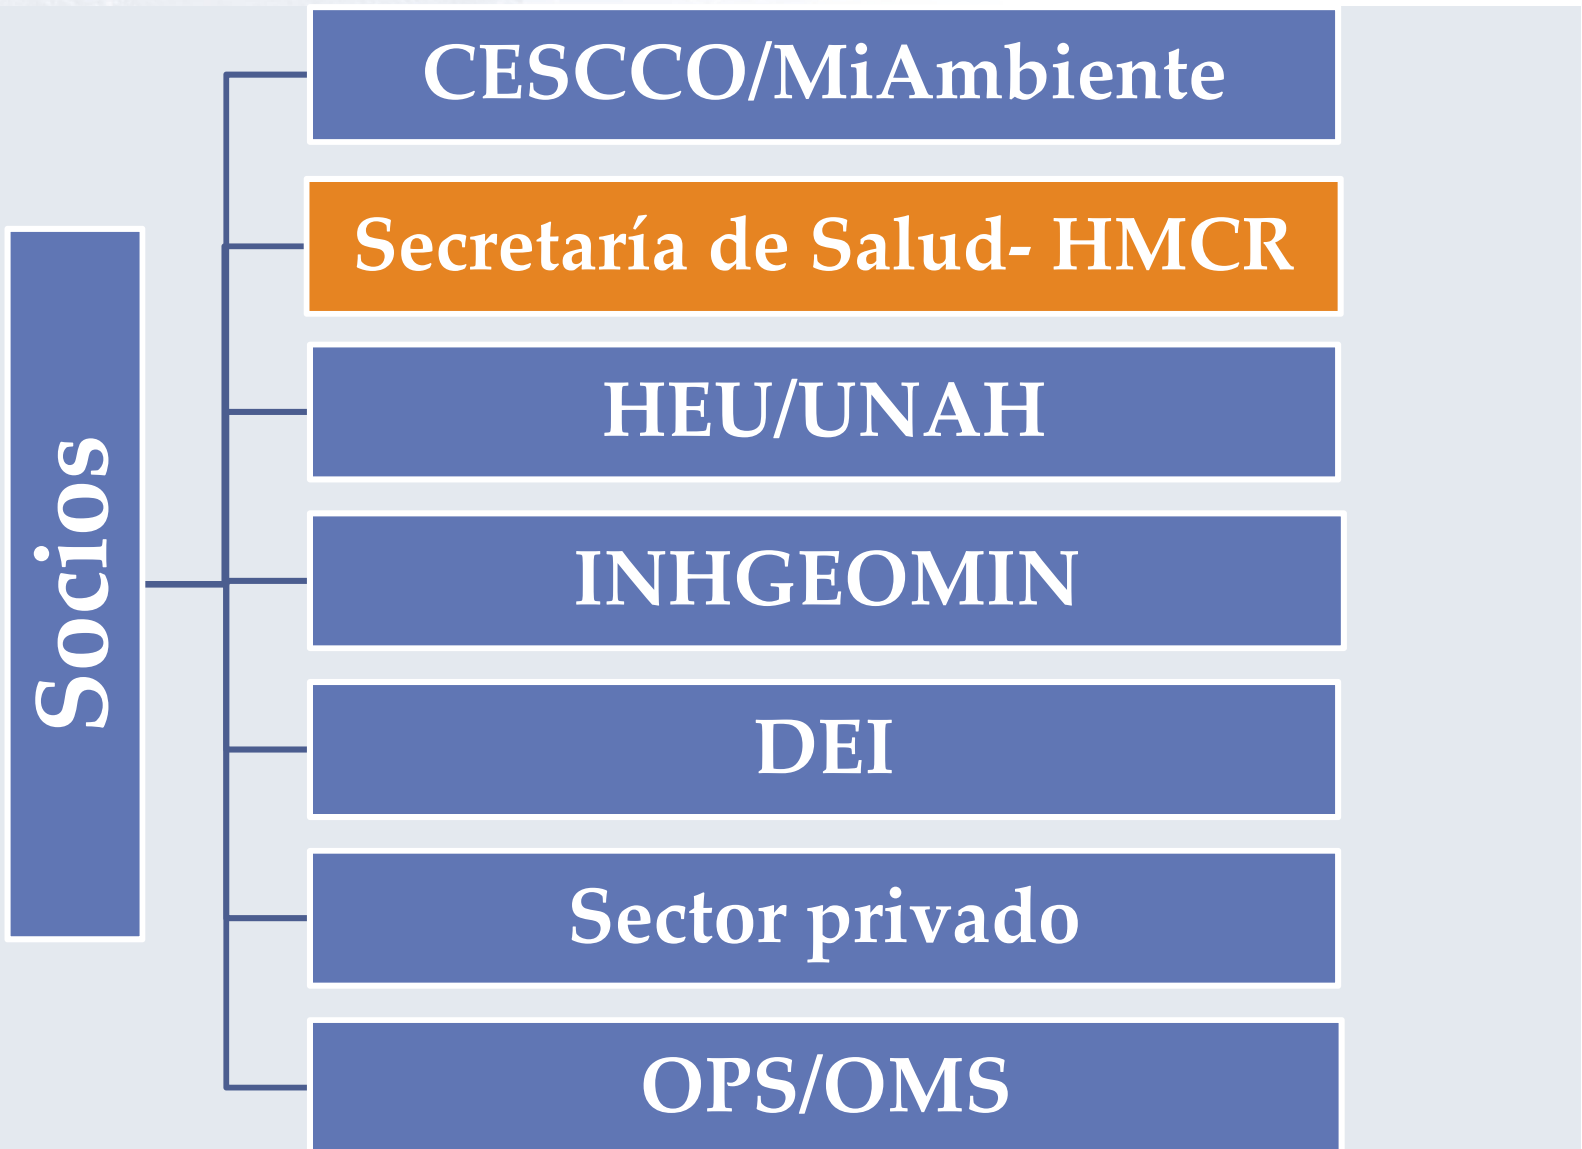 Socios
CESCCO/MiAmbiente
Secretaría de Salud- HMCR
HEU/UNAH
INHGEOMIN
DEI
Sector privado
OPS/OMS